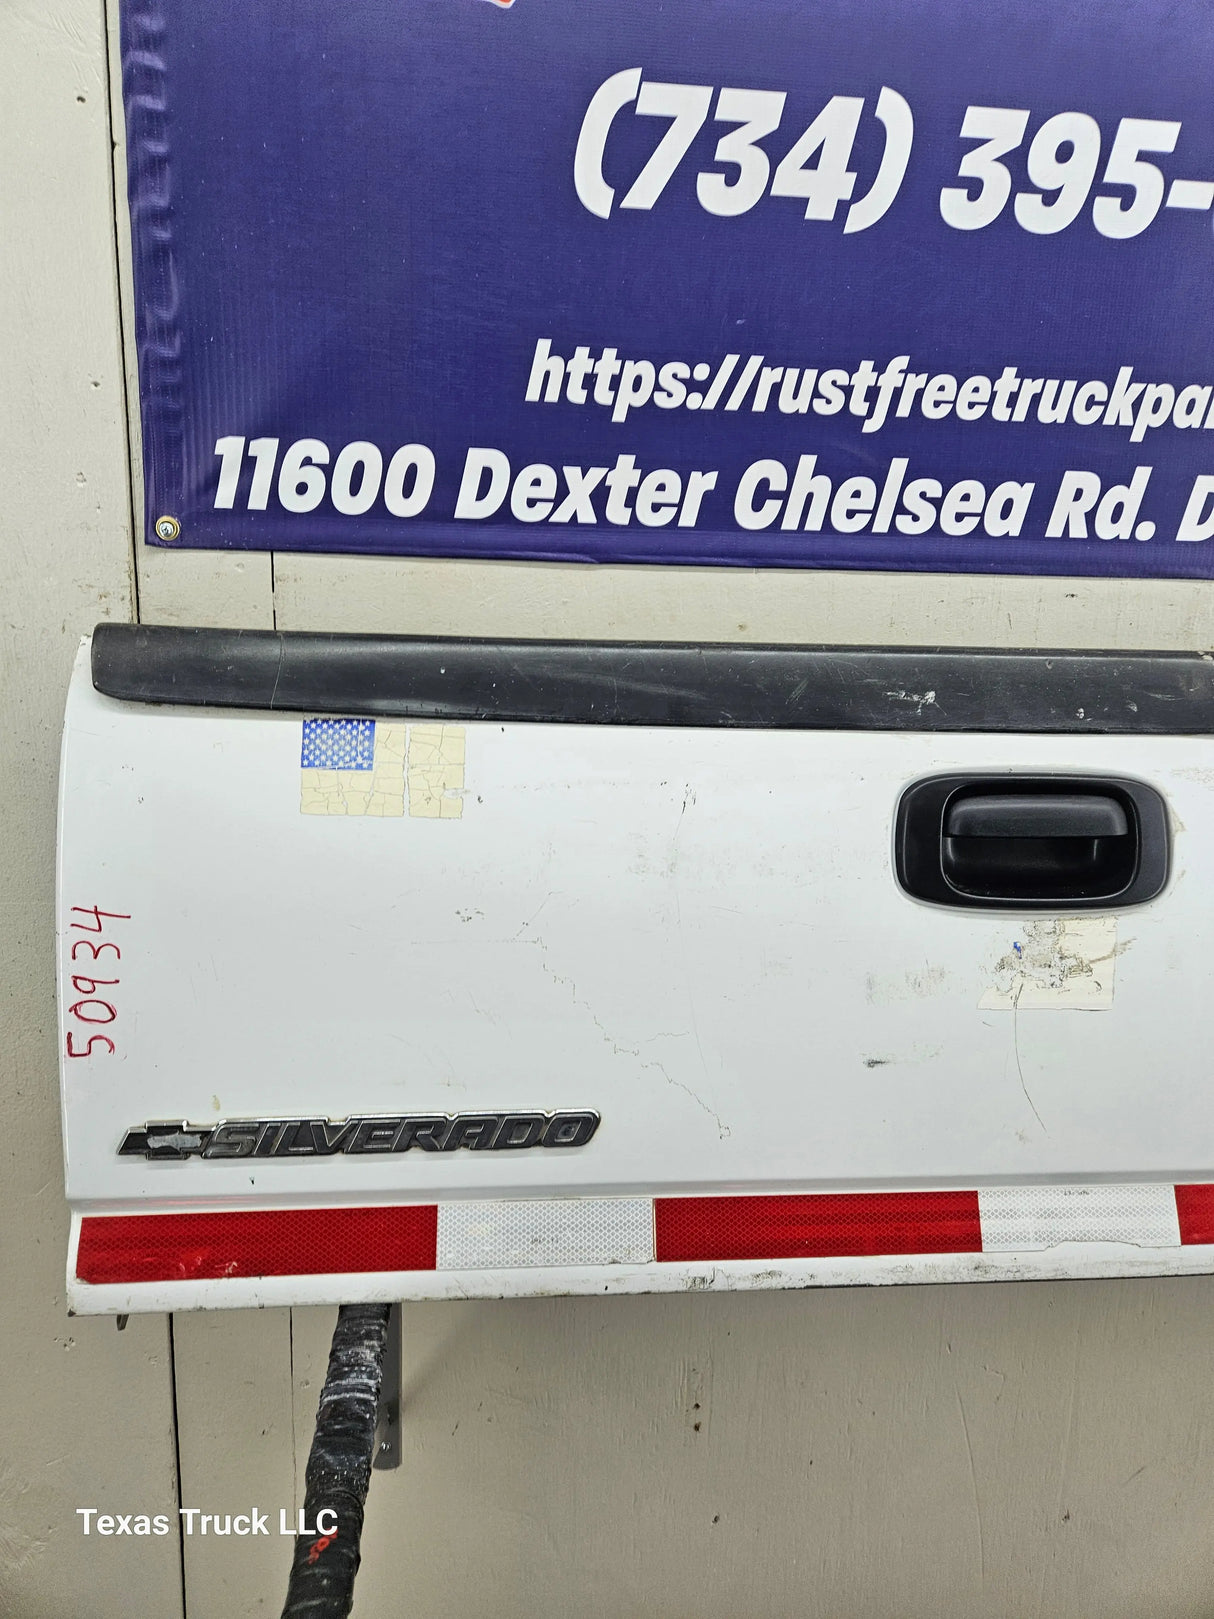 (734) 395-
https://rustfreetruckpa
11600 Dexter Chelsea Rd. D
50934
SILVERADO
Texas Truck LLC